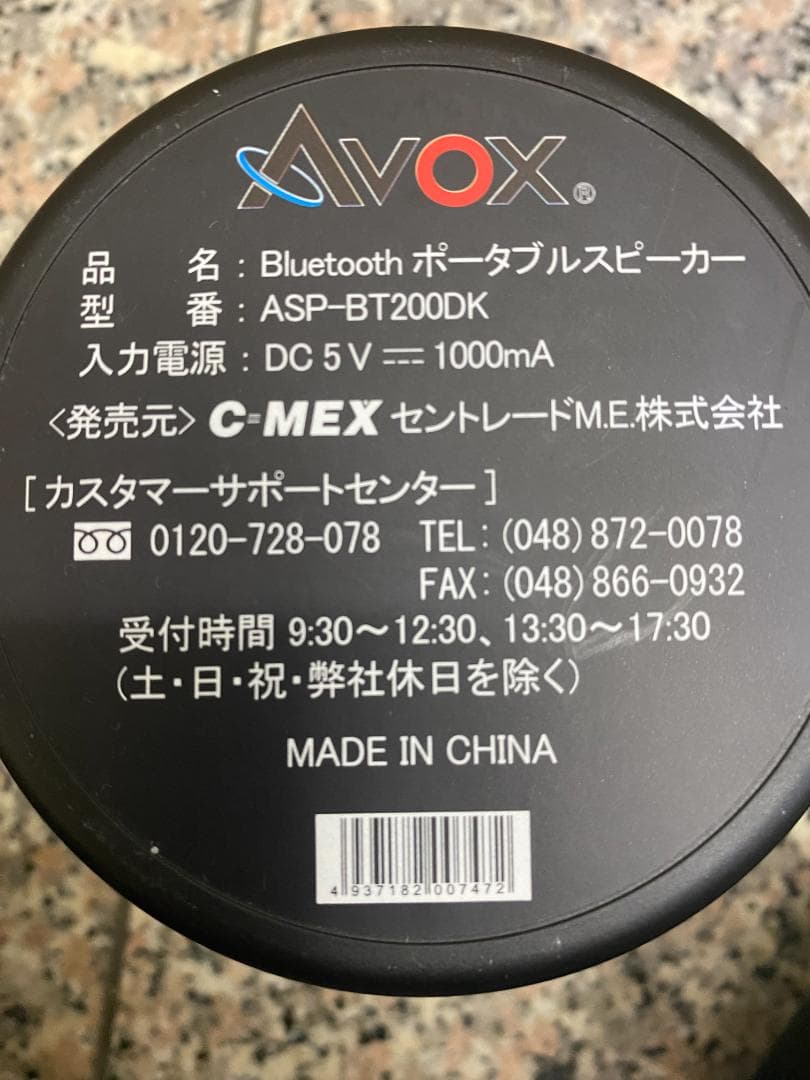 AVOX®
品 名 : Bluetooth ポータブルスピーカー
型 番 : ASP-BT200DK
入力電源 : DC 5 V ⎓ 1000mA
<発売元> C-MEX セントレードM.E.株式会社
[ カスタマーサポートセンター ]
0120-728-078 TEL : (048) 872-0078
FAX : (048) 866-0932
受付時間 9:30～12:30、13:30～17:30
(土・日・祝・弊社休日を除く)
MADE IN CHINA
4 937182 007472